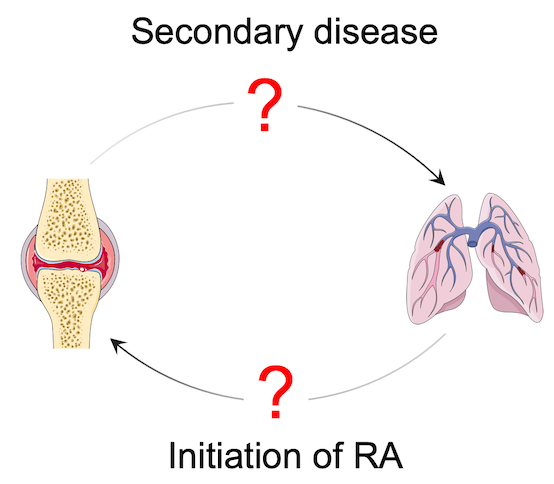 Secondary disease
?
?
Initiation of RA